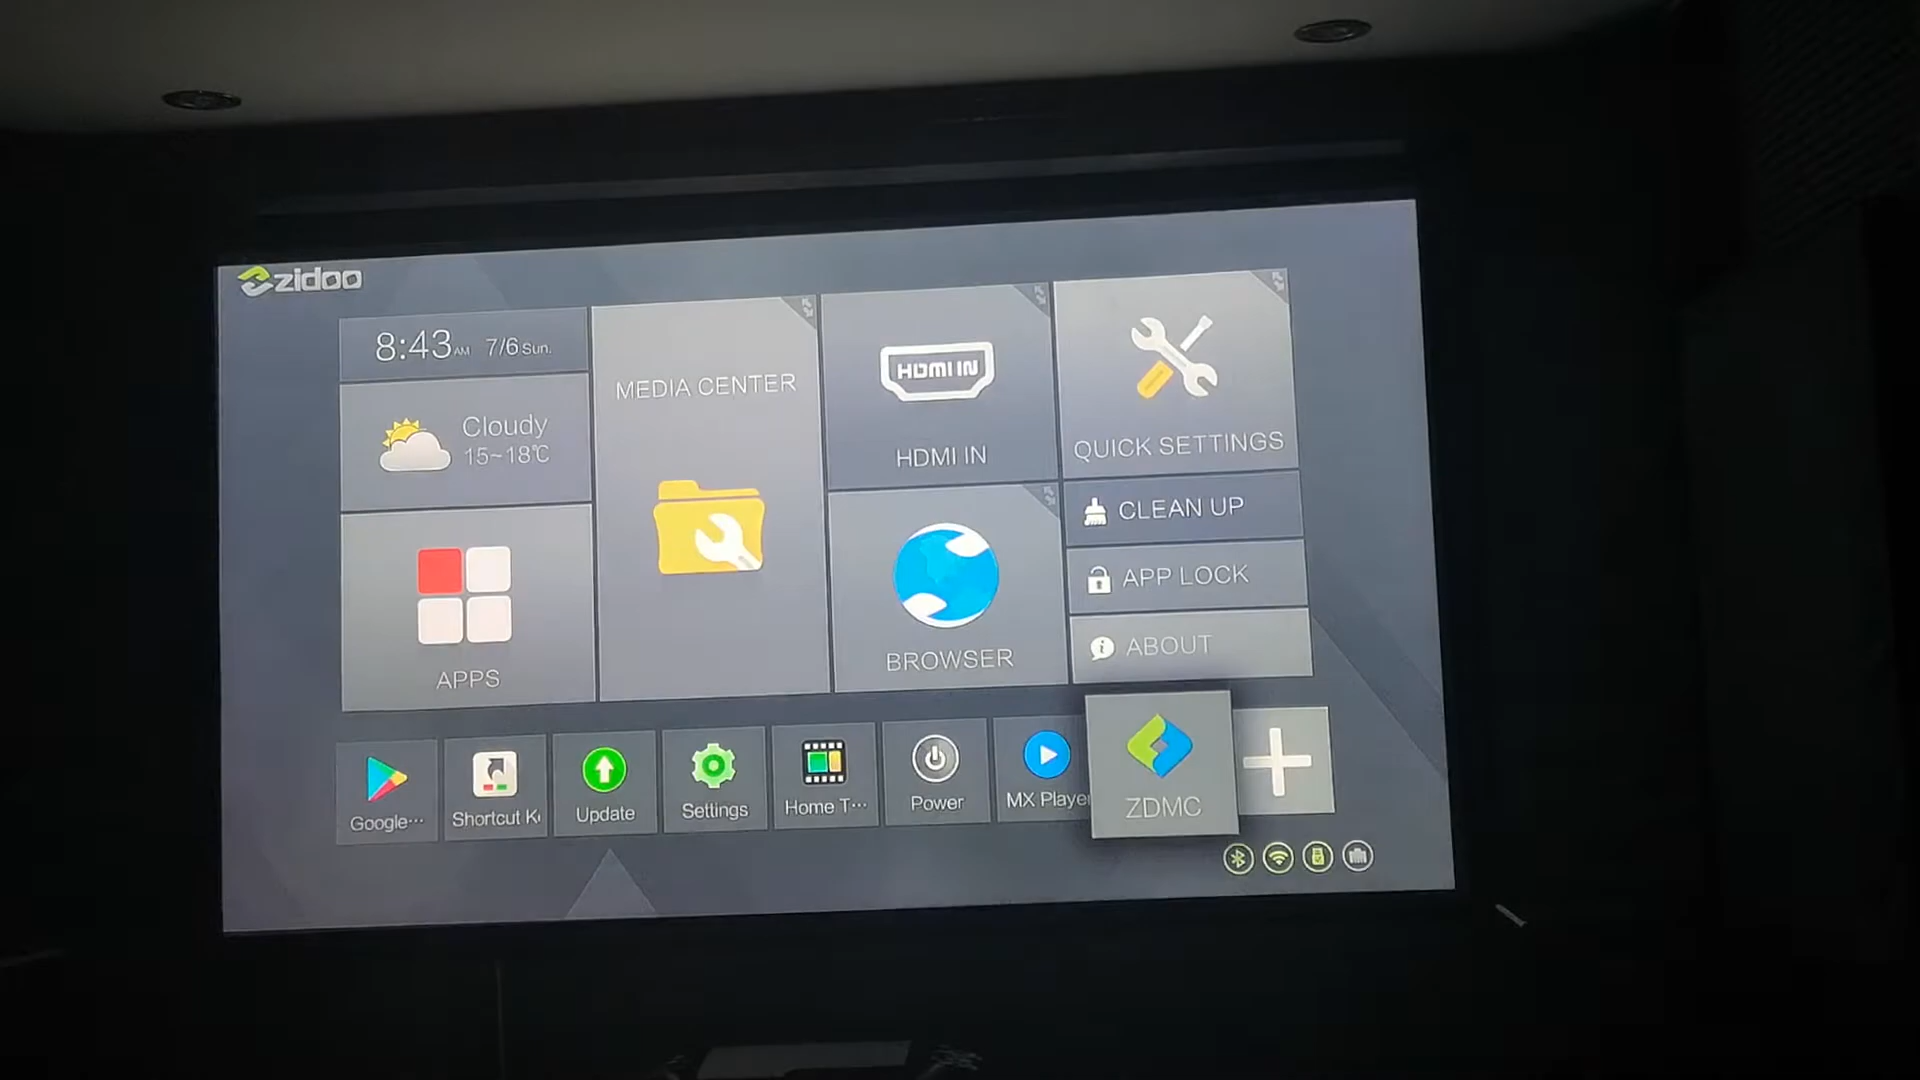 zidoo
8:43 AM 7/6 Sun.
Cloudy
15~18℃
APPS
MEDIA CENTER
HDMI IN
HDMI IN
BROWSER
QUICK SETTINGS
CLEAN UP
APP LOCK
ABOUT
Google...
Shortcut K
Update
Settings
Home T...
Power
MX Player
ZDMC